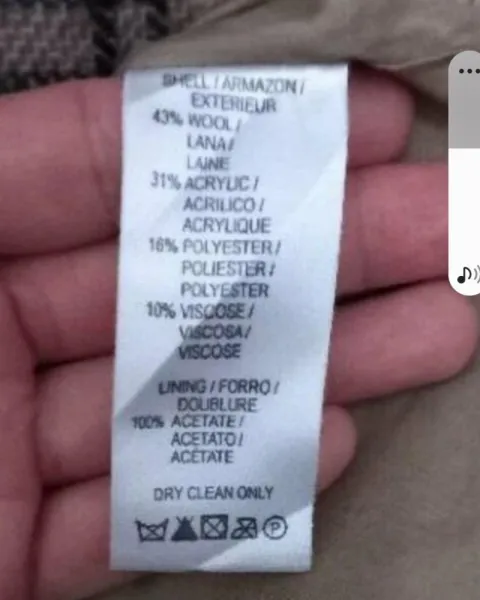 SHELL / ARMAZON /
EXTERIEUR
43% WOOL /
LANA /
LAINE
31% ACRYLIC /
ACRILICO /
ACRYLIQUE
16% POLYESTER /
POLIESTER /
POLYESTER
10% VISCOSE /
VISCOSA /
VISCOSE
LINING / FORRO /
DOUBLURE
100% ACETATE /
ACETATO /
ACÉTATE
DRY CLEAN ONLY
P